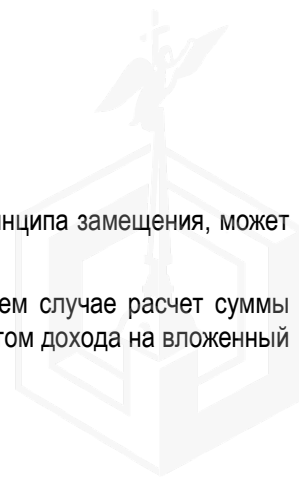 нципа замещения, может
ем случае расчет суммы
том дохода на вложенный